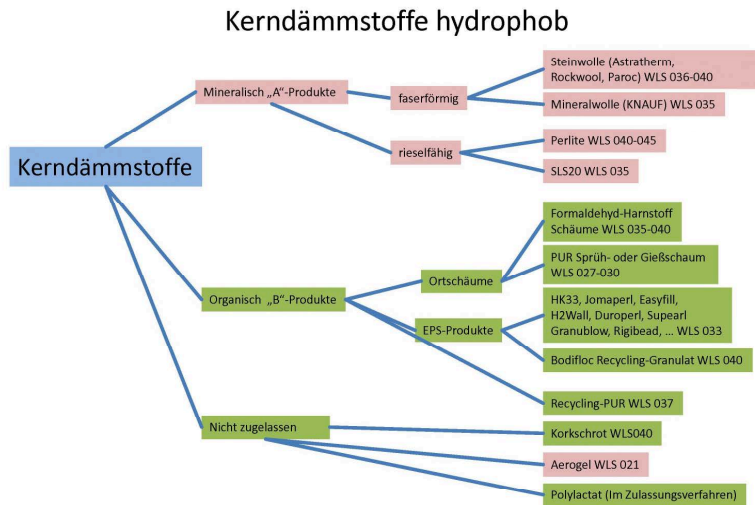 Kerndämmstoffe hydrophob
Kerndämmstoffe
Mineralisch „A“-Produkte
faserförmig
Steinwolle (Astratherm,
Rockwool, Paroc) WLS 036-040
Mineralwolle (KNAUF) WLS 035
rieselfähig
Perlite WLS 040-045
SLS20 WLS 035
Organisch „B“-Produkte
Ortschäume
Formaldehyd-Harnstoff
Schäume WLS 035-040
PUR Sprüh- oder Gießschaum
WLS 027-030
EPS-Produkte
HK33, Jomaperl, Easyfill,
H2Wall, Duroperl, Supearl
Granublow, Rigibead, ... WLS 033
Bodifloc Recycling-Granulat WLS 040
Recycling-PUR WLS 037
Nicht zugelassen
Korkschrot WLS040
Aerogel WLS 021
Polylactat (Im Zulassungsverfahren)